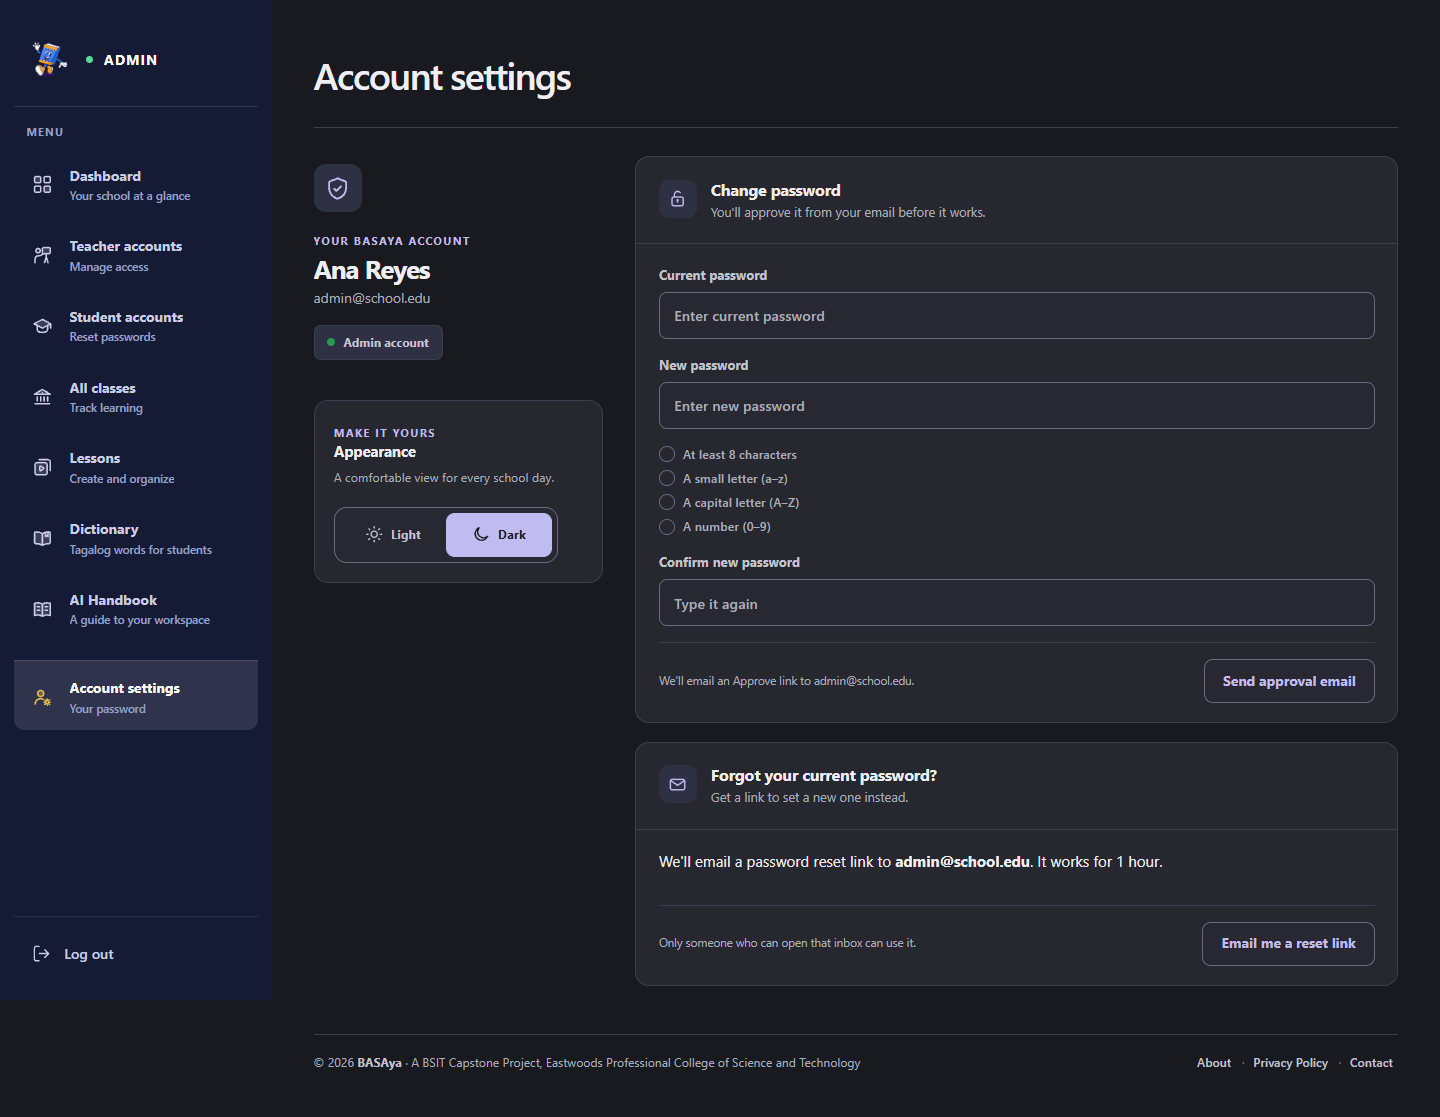 ADMIN
MENU
Dashboard
Your school at a glance
Teacher accounts
Manage access
Student accounts
Reset passwords
All classes
Track learning
Lessons
Create and organize
Dictionary
Tagalog words for students
AI Handbook
A guide to your workspace
Account settings
Your password
Log out
Account settings
YOUR BASAYA ACCOUNT
Ana Reyes
admin@school.edu
Admin account
MAKE IT YOURS
Appearance
A comfortable view for every school day.
Light
Dark
Change password
You'll approve it from your email before it works.
Current password
Enter current password
New password
Enter new password
At least 8 characters
A small letter (a–z)
A capital letter (A–Z)
A number (0–9)
Confirm new password
Type it again
We'll email an Approve link to admin@school.edu.
Send approval email
Forgot your current password?
Get a link to set a new one instead.
We'll email a password reset link to admin@school.edu. It works for 1 hour.
Only someone who can open that inbox can use it.
Email me a reset link
© 2026 BASAya · A BSIT Capstone Project, Eastwoods Professional College of Science and Technology
About · Privacy Policy · Contact